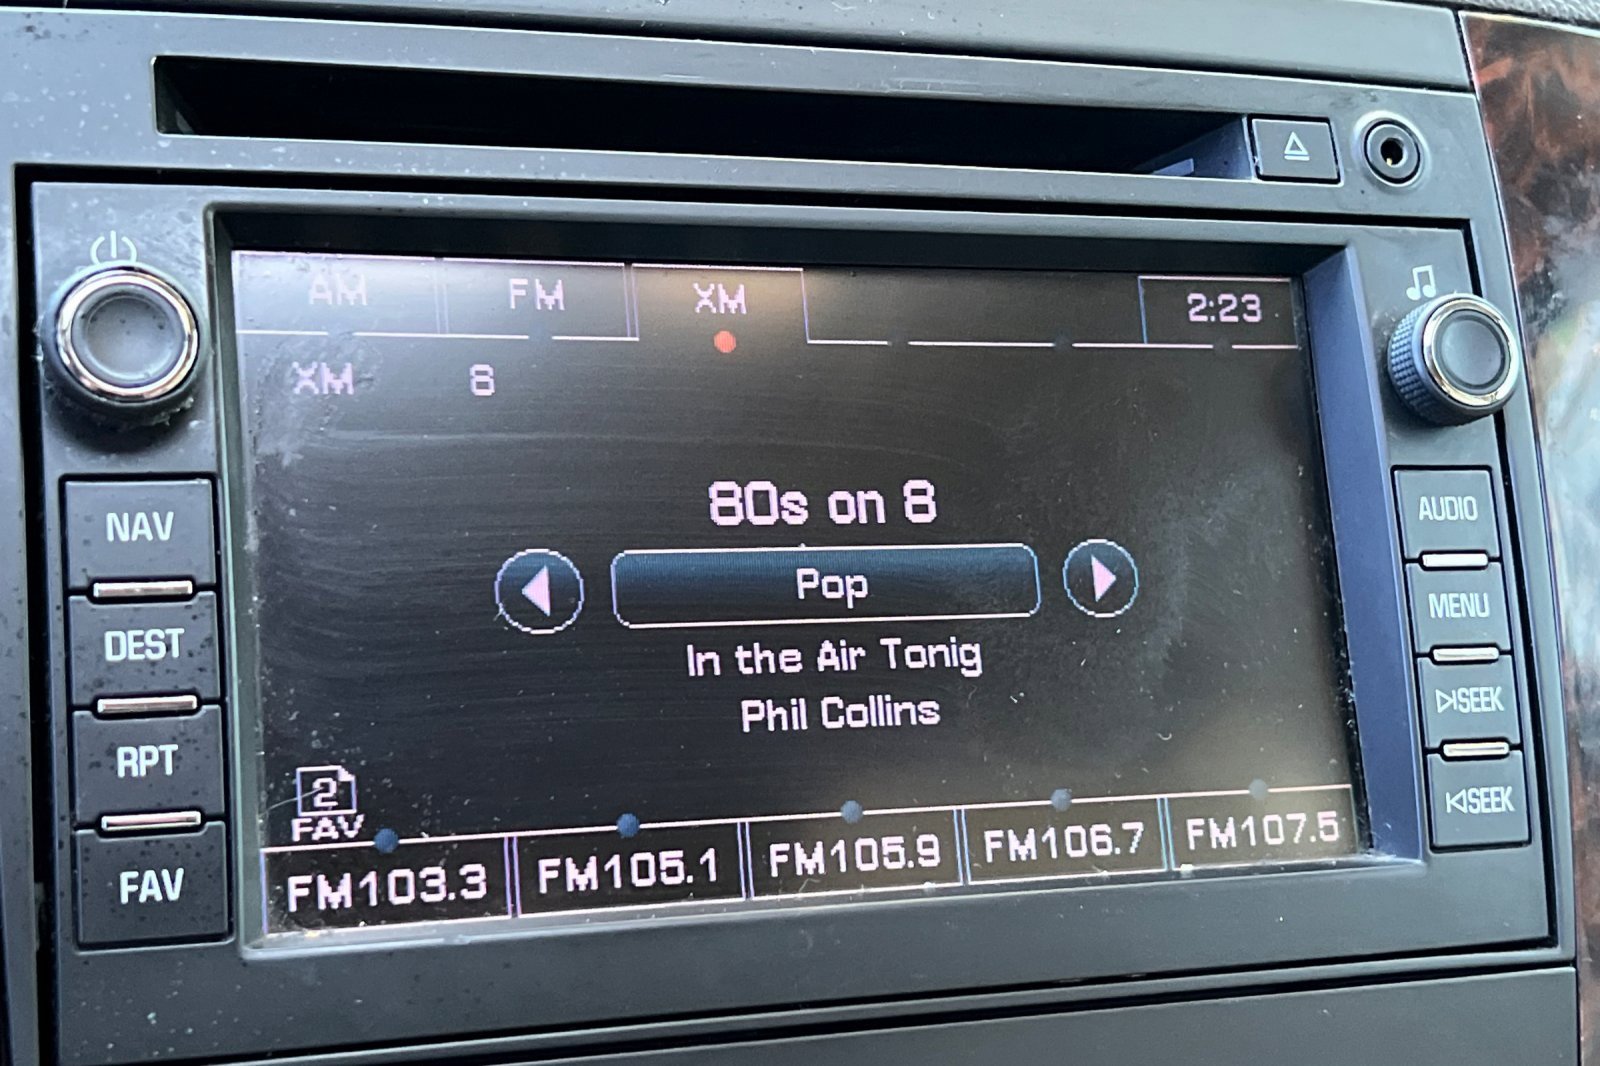 AM FM XM 2:23
XM 8
80s on 8
Pop
In the Air Tonig
Phil Collins
2
FAV
FM103.3 FM105.1 FM105.9 FM106.7 FM107.5
NAV
DEST
RPT
FAV
AUDIO
MENU
SEEK
SEEK